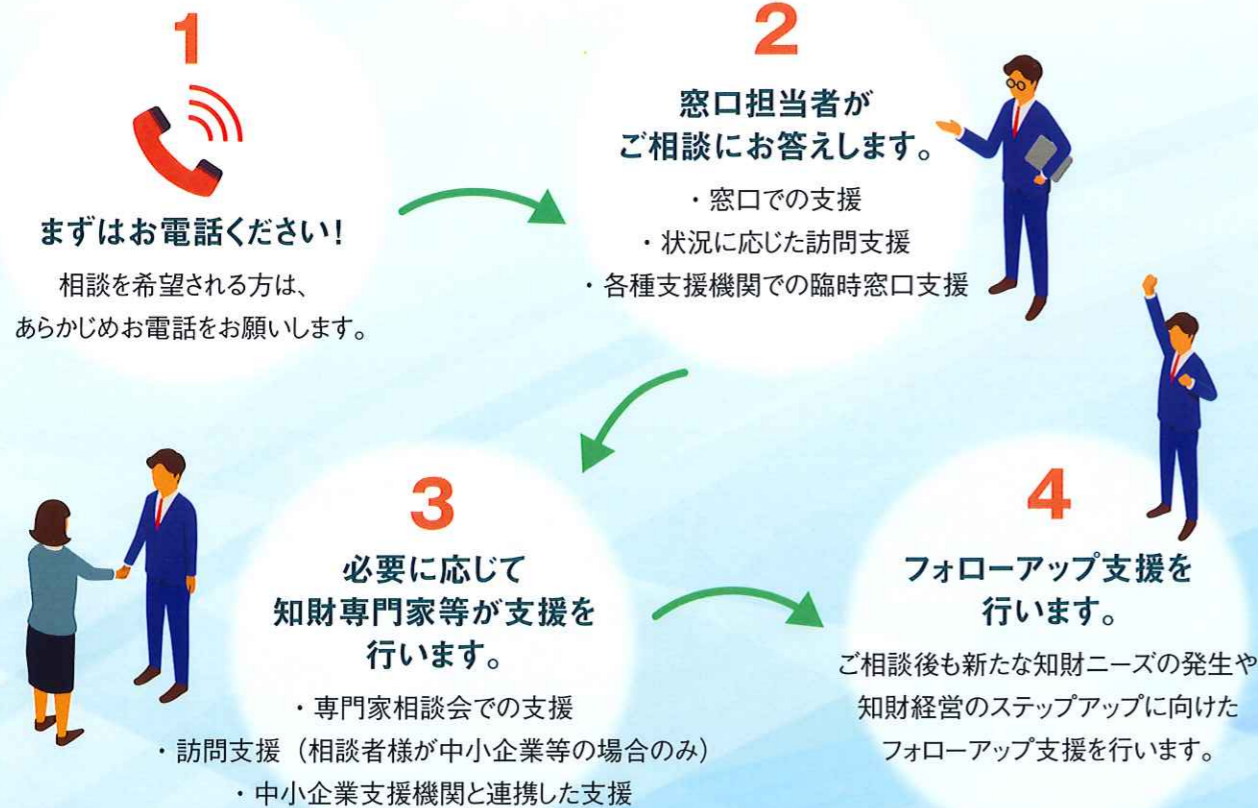 1
まずはお電話ください!
相談を希望される方は、
あらかじめお電話をお願いします。
2
窓口担当者が
ご相談にお答えします。
・窓口での支援
・状況に応じた訪問支援
・各種支援機関での臨時窓口支援
3
必要に応じて
知財専門家等が支援を
行います。
・専門家相談会での支援
・訪問支援（相談者様が中小企業等の場合のみ）
・中小企業支援機関と連携した支援
4
フォローアップ支援を
行います。
ご相談後も新たな知財ニーズの発生や
知財経営のステップアップに向けた
フォローアップ支援を行います。